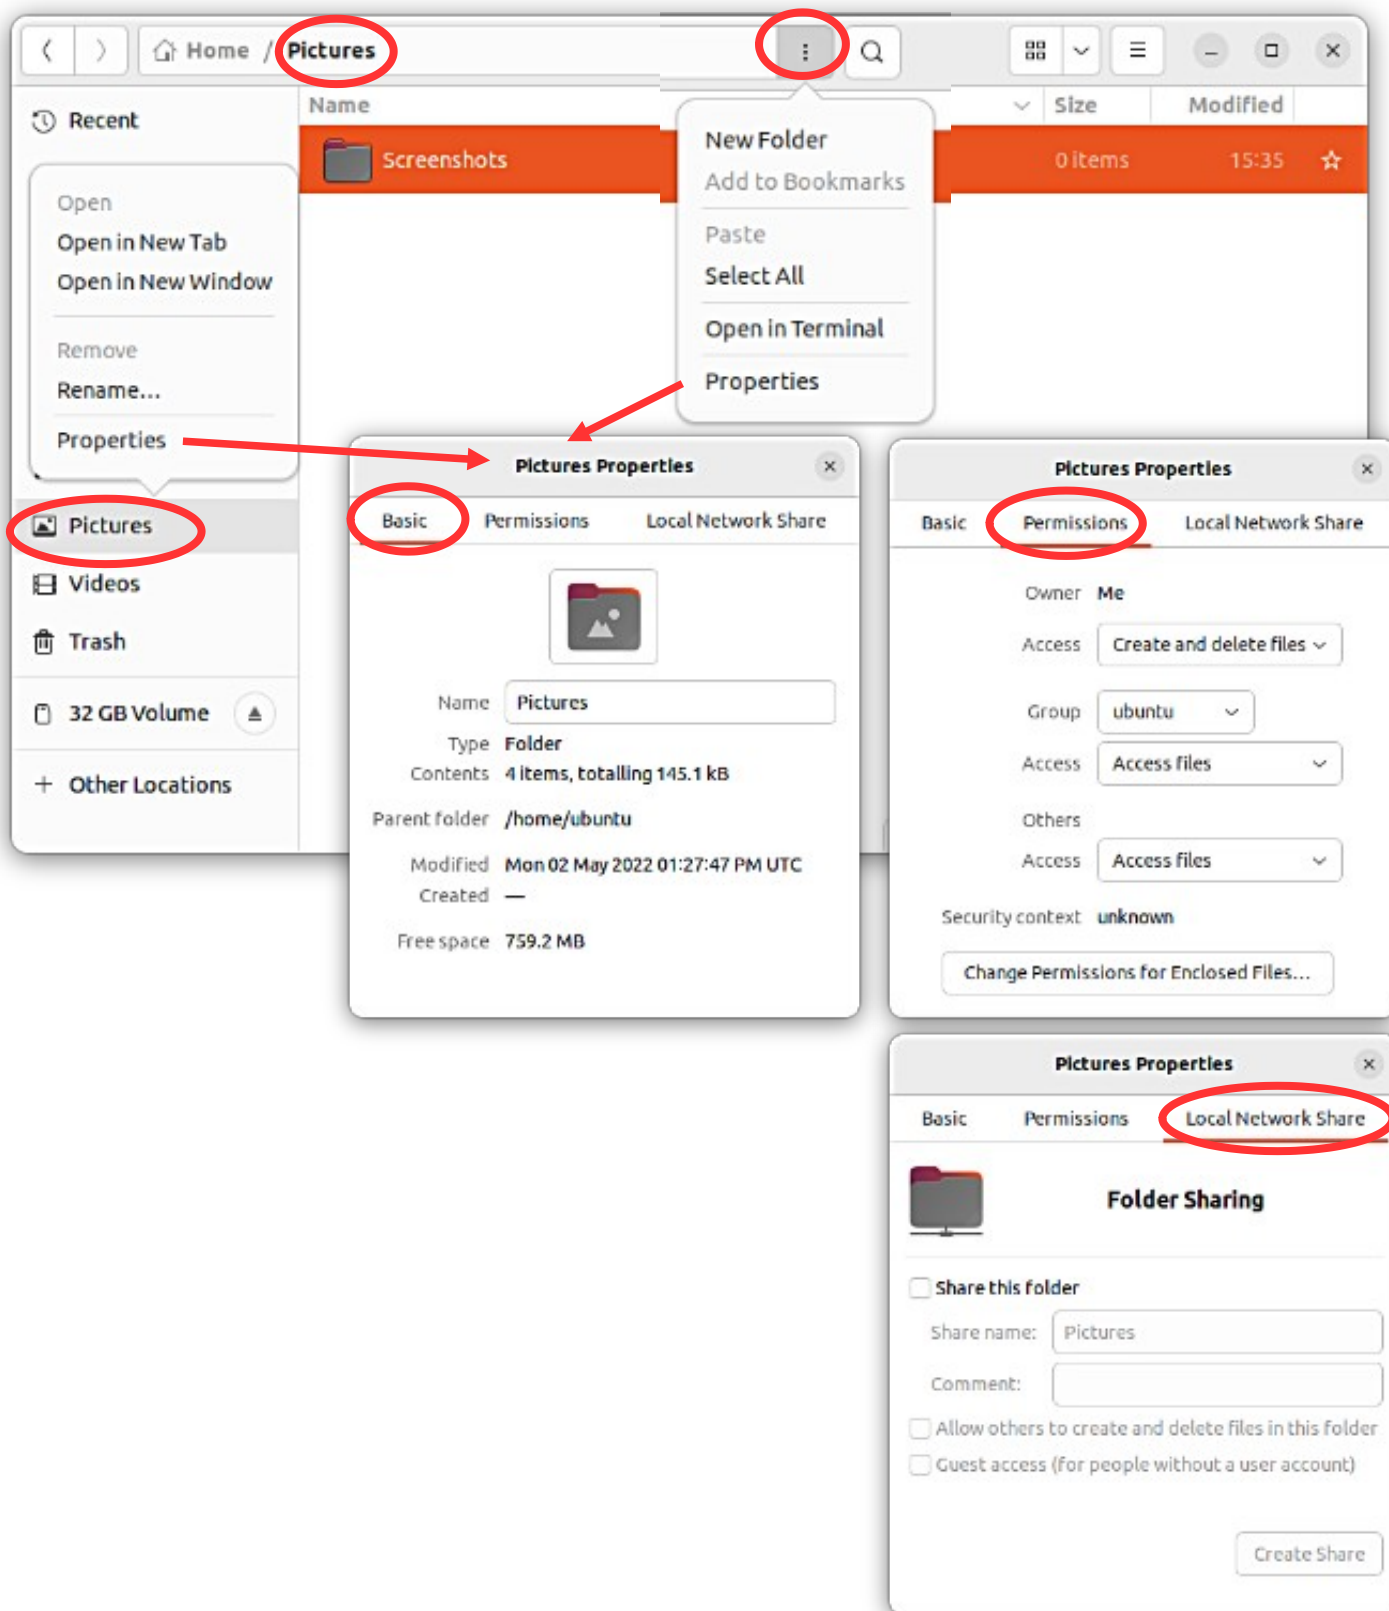 Home / Pictures
Recent
Name Size Modified
Screenshots 0 items 15:35
Open
Open in New Tab
Open in New Window
Remove
Rename...
Properties
New Folder
Add to Bookmarks
Paste
Select All
Open in Terminal
Properties
Pictures
Videos
Trash
32 GB Volume
+ Other Locations
Pictures Properties
Basic Permissions Local Network Share
Name Pictures
Type Folder
Contents 4 items, totalling 145.1 kB
Parent folder /home/ubuntu
Modified Mon 02 May 2022 01:27:47 PM UTC
Created —
Free space 759.2 MB
Pictures Properties
Basic Permissions Local Network Share
Owner Me
Access Create and delete files
Group ubuntu
Access Access files
Others
Access Access files
Security context unknown
Change Permissions for Enclosed Files...
Pictures Properties
Basic Permissions Local Network Share
Folder Sharing
Share this folder
Share name: Pictures
Comment:
Allow others to create and delete files in this folder
Guest access (for people without a user account)
Create Share